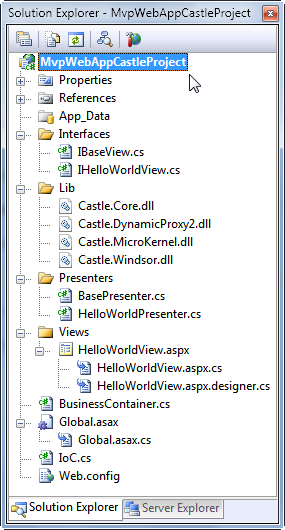 Solution Explorer - MvpWebAppCastleProject
MvpWebAppCastleProject
Properties
References
App_Data
Interfaces
IBaseView.cs
IHelloWorldView.cs
Lib
Castle.Core.dll
Castle.DynamicProxy2.dll
Castle.MicroKernel.dll
Castle.Windsor.dll
Presenters
BasePresenter.cs
HelloWorldPresenter.cs
Views
HelloWorldView.aspx
HelloWorldView.aspx.cs
HelloWorldView.aspx.designer.cs
BusinessContainer.cs
Global.asax
Global.asax.cs
IoC.cs
Web.config
Solution Explorer Server Explorer